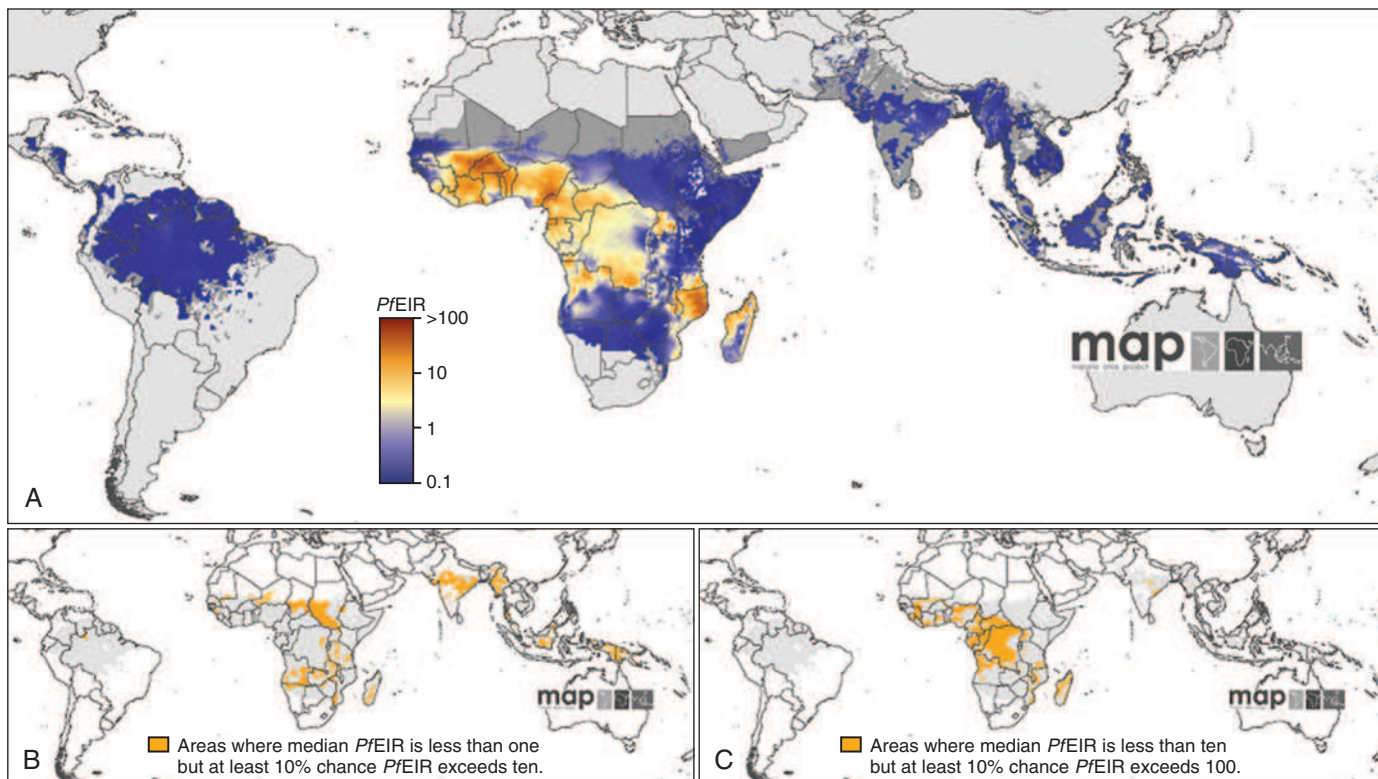 PfEIR
>100
10
1
0.1
A
map
malaria atlas project
B
map
Areas where median PfEIR is less than one
but at least 10% chance PfEIR exceeds ten.
C
map
Areas where median PfEIR is less than ten
but at least 10% chance PfEIR exceeds 100.